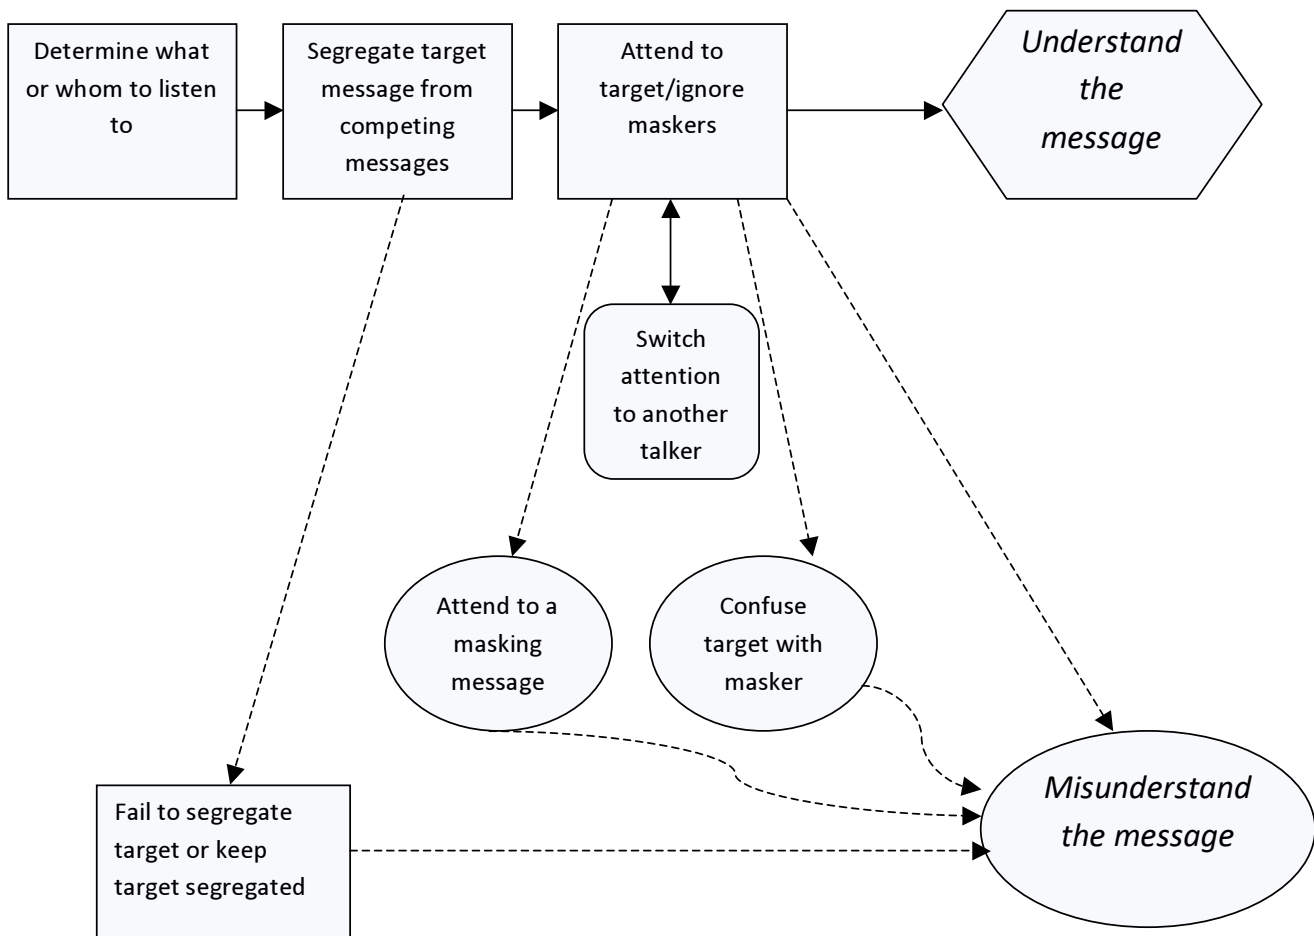 Determine what
or whom to listen
to
Segregate target
message from
competing
messages
Attend to
target/ignore
maskers
Understand
the
message
Switch
attention
to another
talker
Attend to a
masking
message
Confuse
target with
masker
Fail to segregate
target or keep
target segregated
Misunderstand
the message